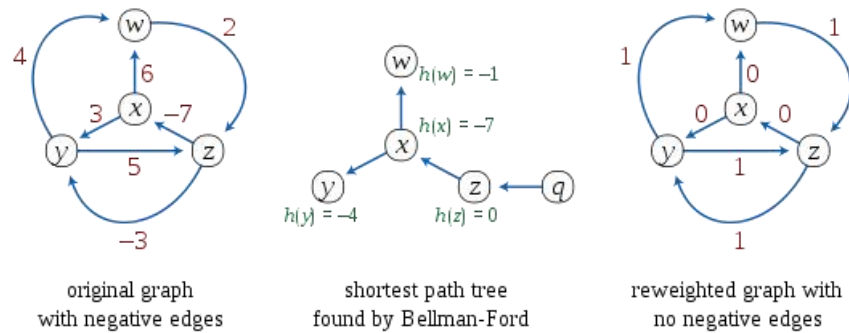 w
4
2
6
x
3
−7
y
z
5
−3
original graph
with negative edges
w
h(w) = −1
h(x) = −7
x
y
z
q
h(y) = −4
h(z) = 0
shortest path tree
found by Bellman-Ford
w
1
1
0
x
0
0
y
z
1
1
reweighted graph with
no negative edges